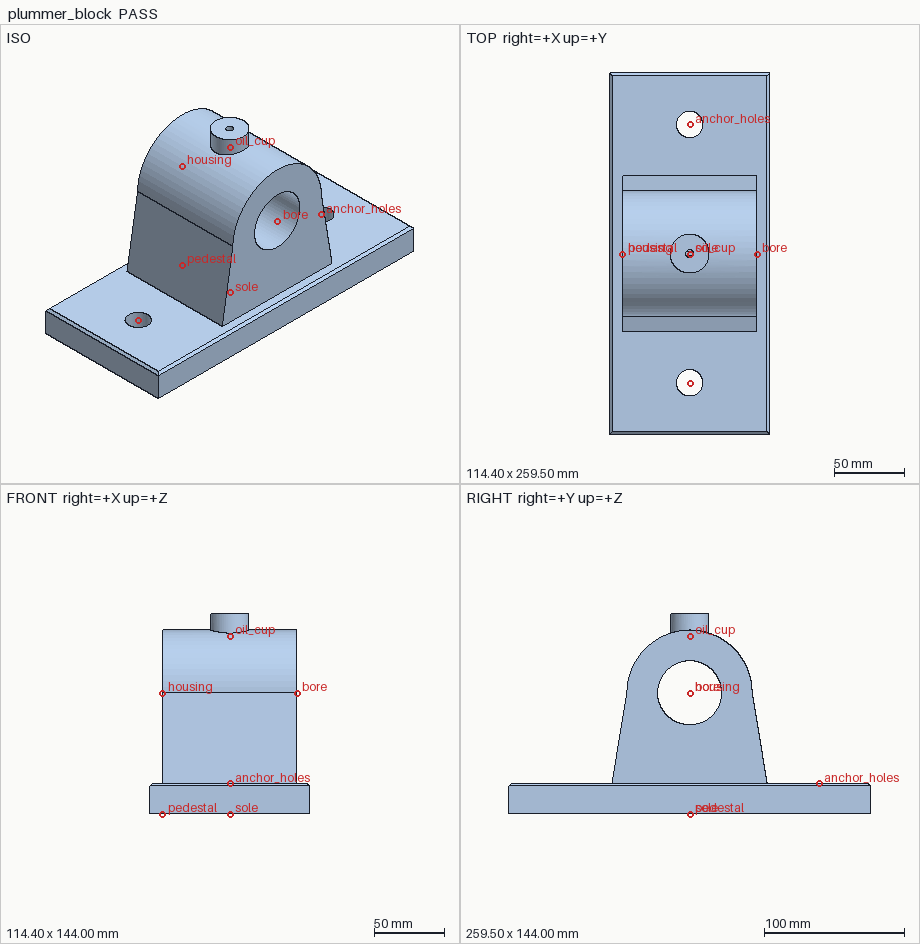 plummer_block PASS
ISO
housing
oil_cup
bore
anchor_holes
pedestal
sole
TOP right=+X up=+Y
anchor_holes
bore
50 mm
114.40 x 259.50 mm
FRONT right=+X up=+Z
oil_cup
housing
bore
anchor_holes
pedestal
sole
50 mm
114.40 x 144.00 mm
RIGHT right=+Y up=+Z
oil_cup
anchor_holes
100 mm
259.50 x 144.00 mm